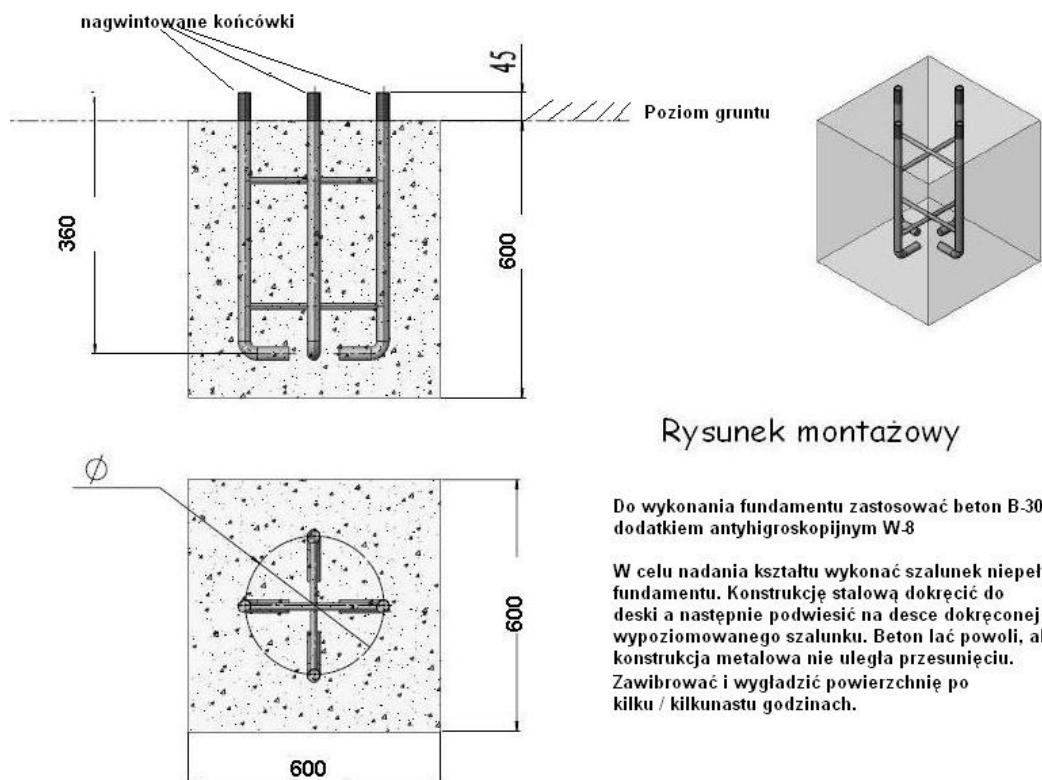 nagwintowane końcówki
45
Poziom gruntu
360
600
Rysunek montażowy
Ø
600
600
Do wykonania fundamentu zastosować beton B-30
dodatkiem antyhigroskopijnym W-8
W celu nadania kształtu wykonać szalunek niepeł
fundamentu. Konstrukcję stalową dokręcić do
deski a następnie podwiesić na desce dokręconej
wypoziomowanego szalunku. Beton lać powoli, a
konstrukcja metalowa nie uległa przesunięciu.
Zawibrować i wygładzić powierzchnię po
kilku / kilkunastu godzinach.